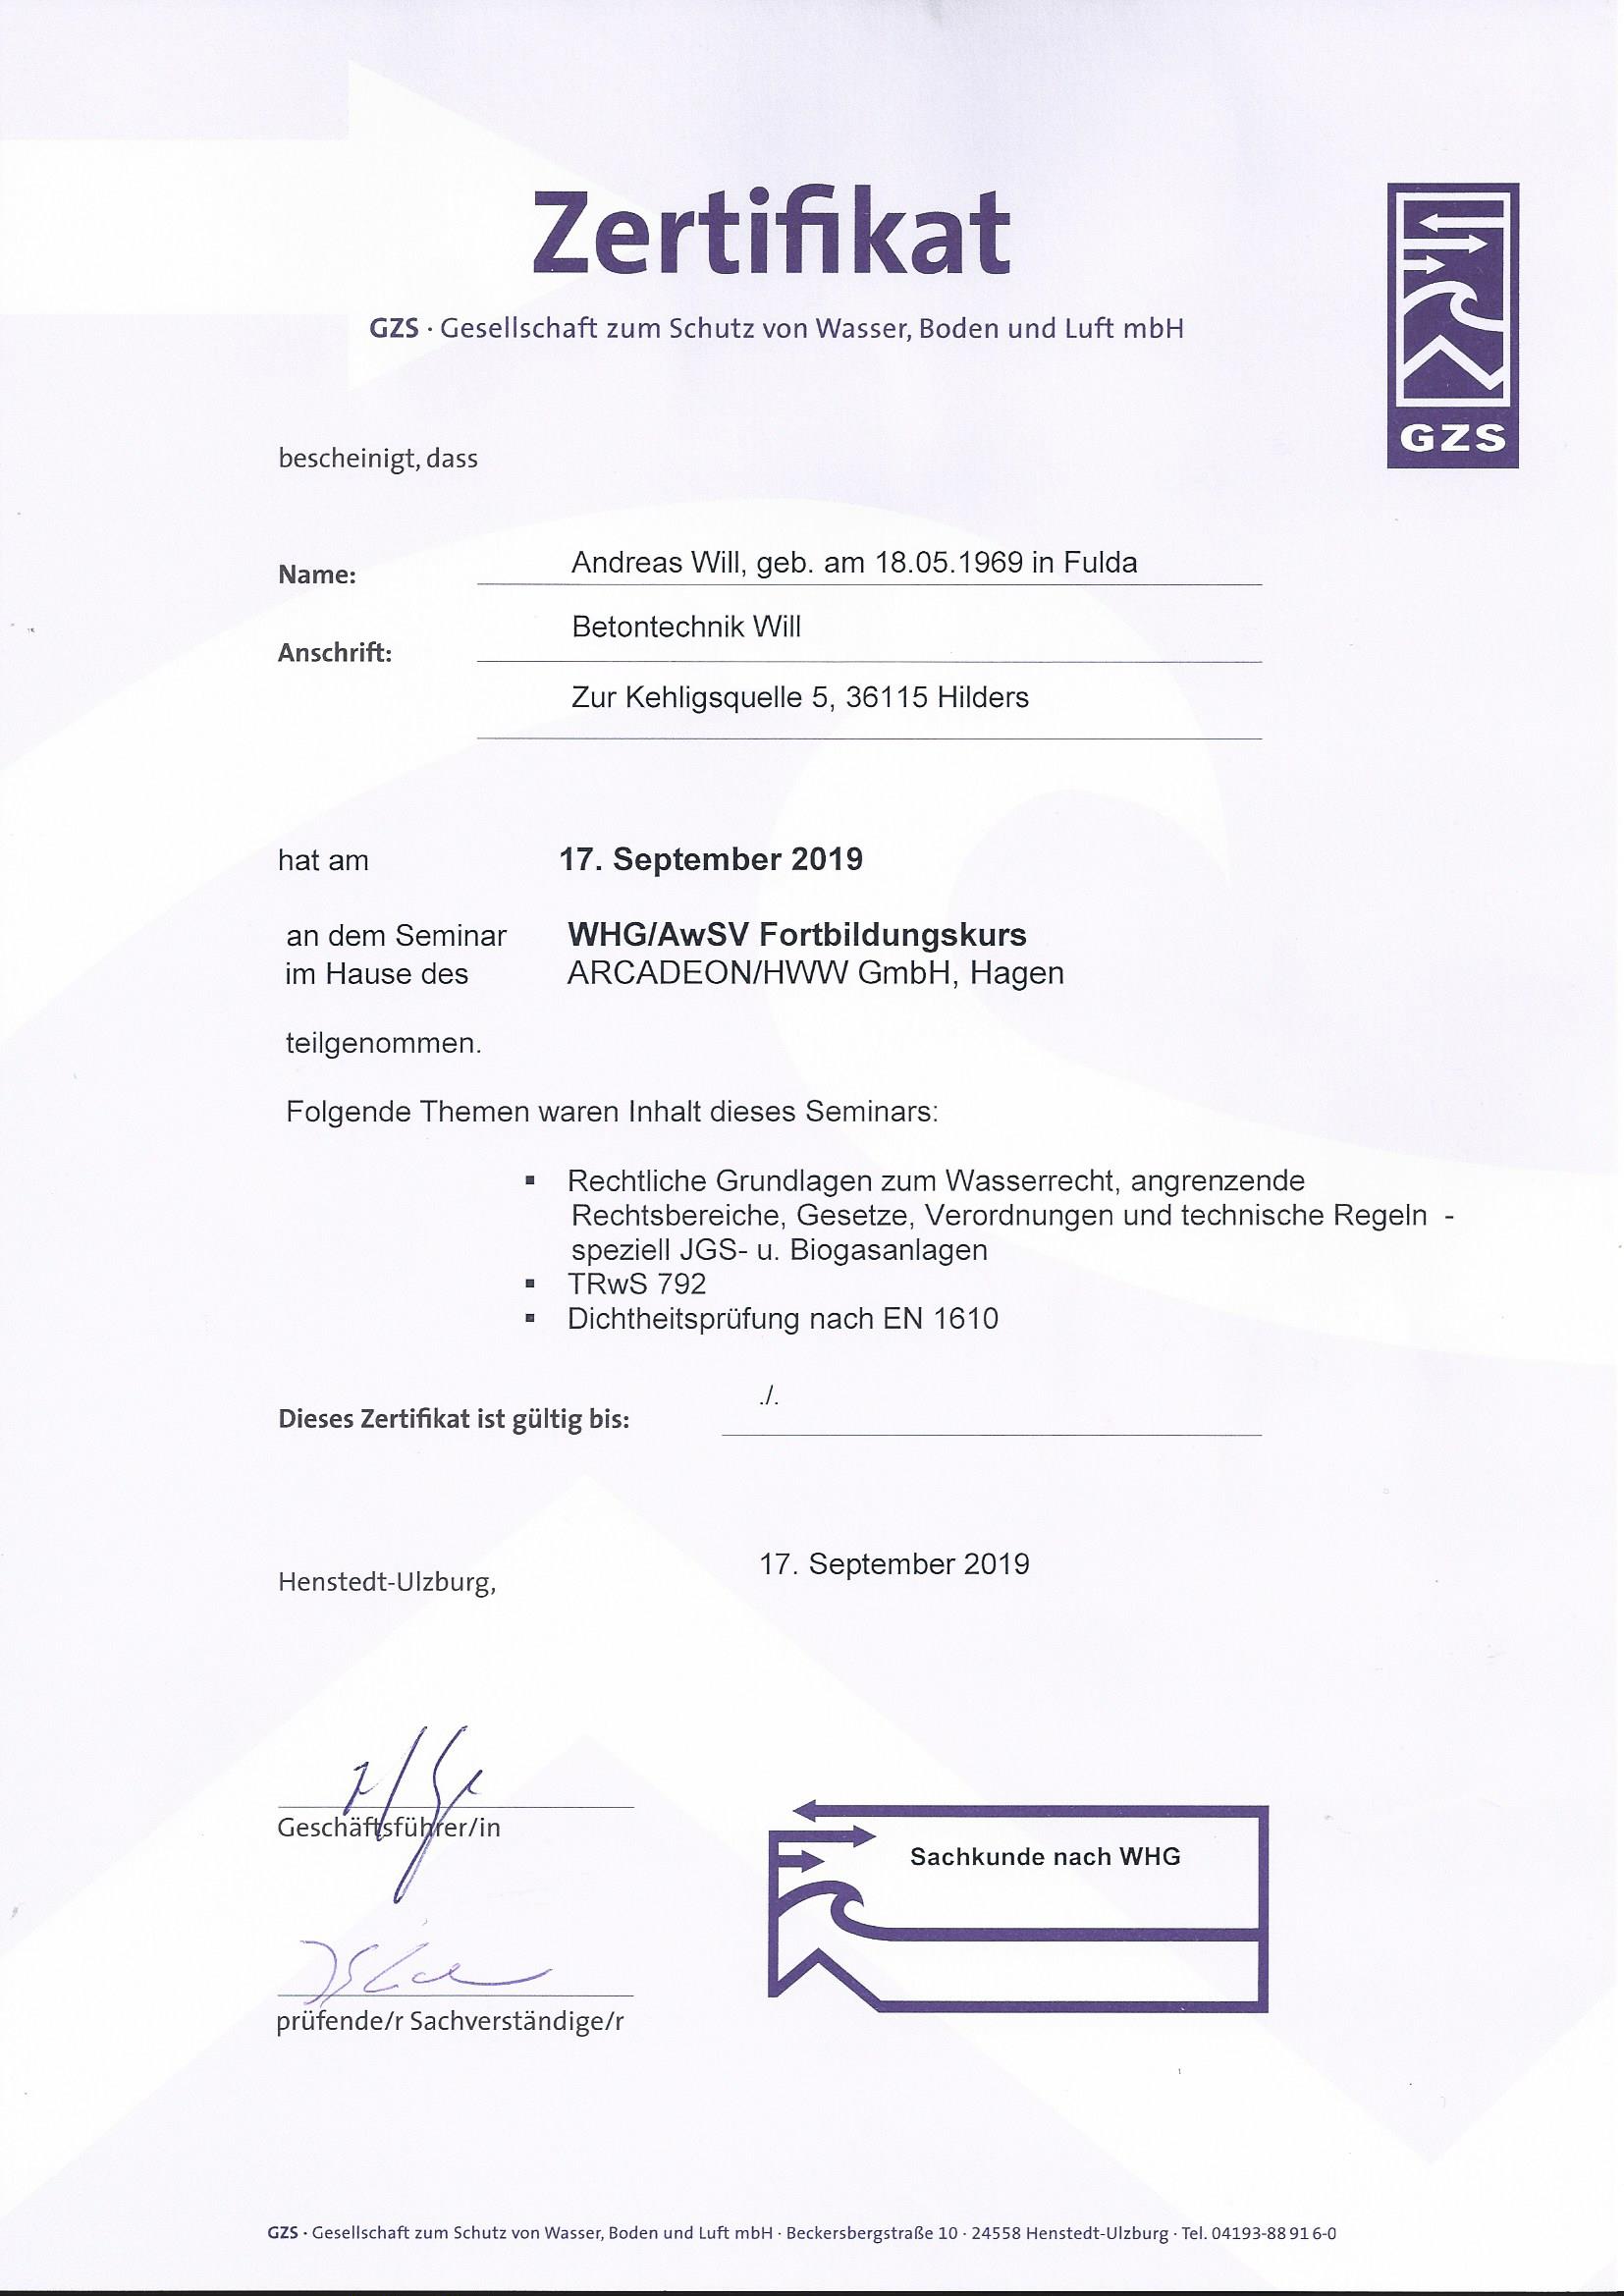 Zertifikat
GZS · Gesellschaft zum Schutz von Wasser, Boden und Luft mbH
GZS
bescheinigt, dass
Name: Andreas Will, geb. am 18.05.1969 in Fulda
Anschrift: Betontechnik Will
Zur Kehligsquelle 5, 36115 Hilders
hat am 17. September 2019
an dem Seminar WHG/AwSV Fortbildungskurs
im Hause des ARCADEON/HWW GmbH, Hagen
teilgenommen.
Folgende Themen waren Inhalt dieses Seminars:
▪ Rechtliche Grundlagen zum Wasserrecht, angrenzende
Rechtsbereiche, Gesetze, Verordnungen und technische Regeln -
speziell JGS- u. Biogasanlagen
▪ TRwS 792
▪ Dichtheitsprüfung nach EN 1610
Dieses Zertifikat ist gültig bis: ./.
Henstedt-Ulzburg, 17. September 2019
Geschäftsführer/in
Sachkunde nach WHG
prüfende/r Sachverständige/r
GZS · Gesellschaft zum Schutz von Wasser, Boden und Luft mbH · Beckersbergstraße 10 · 24558 Henstedt-Ulzburg · Tel. 04193-88 91 6-0